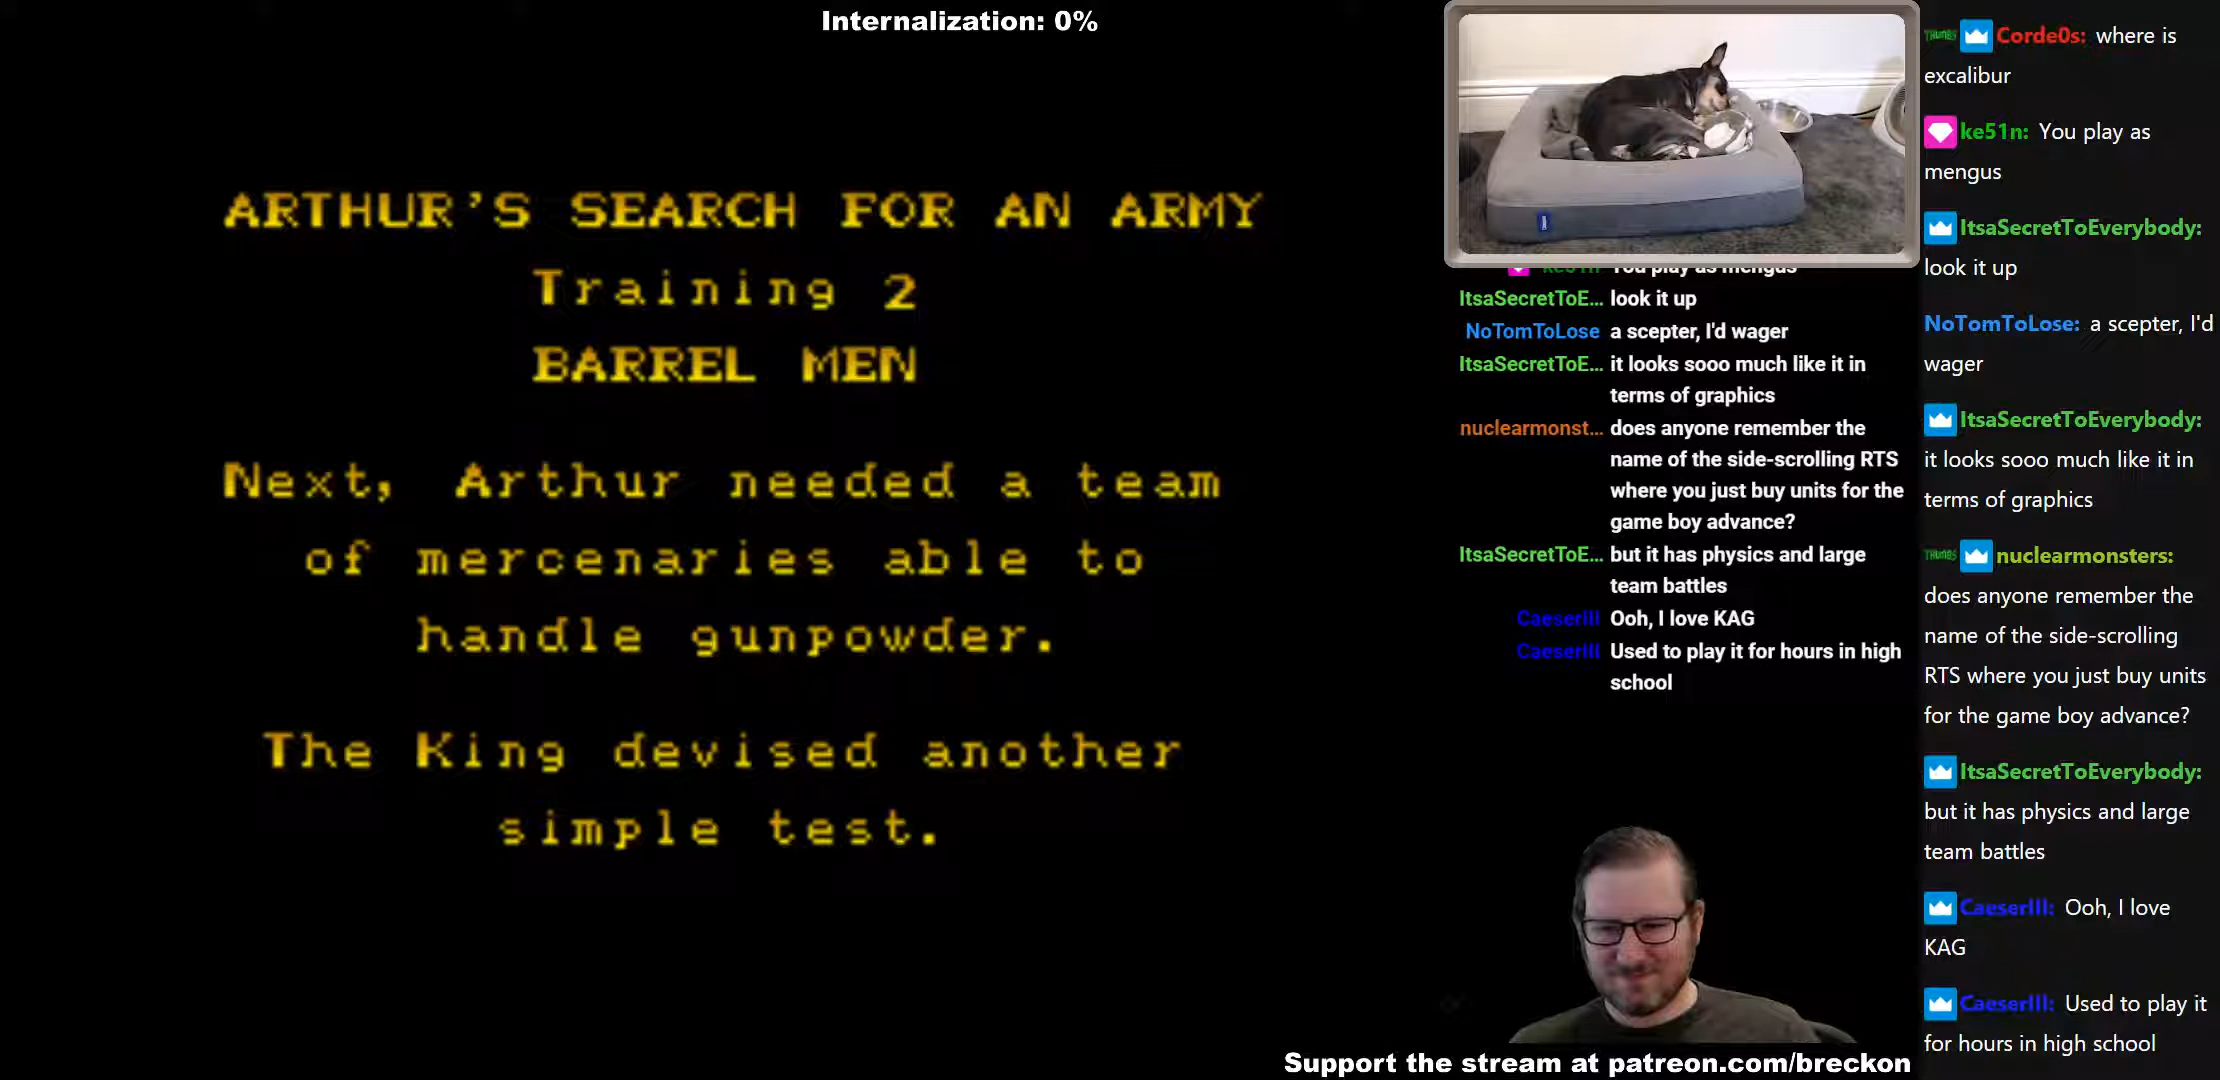 Internalization: 0%
ARTHUR'S SEARCH FOR AN ARMY
Training 2
BARREL MEN
Next, Arthur needed a team
of mercenaries able to
handle gunpowder.
The King devised another
simple test.
ke51n You play as mengus
ItsaSecretToE... look it up
NoTomToLose a scepter, I'd wager
ItsaSecretToE... it looks sooo much like it in
terms of graphics
nuclearmonst... does anyone remember the
name of the side-scrolling RTS
where you just buy units for the
game boy advance?
ItsaSecretToE... but it has physics and large
team battles
CaeserIII Ooh, I love KAG
CaeserIII Used to play it for hours in high
school
Support the stream at patreon.com/breckon
THUMBS Corde0s: where is
excalibur
ke51n: You play as
mengus
ItsaSecretToEverybody:
look it up
NoTomToLose: a scepter, I'd
wager
ItsaSecretToEverybody:
it looks sooo much like it in
terms of graphics
THUMBS nuclearmonsters:
does anyone remember the
name of the side-scrolling
RTS where you just buy units
for the game boy advance?
ItsaSecretToEverybody:
but it has physics and large
team battles
CaeserIII: Ooh, I love
KAG
CaeserIII: Used to play it
for hours in high school